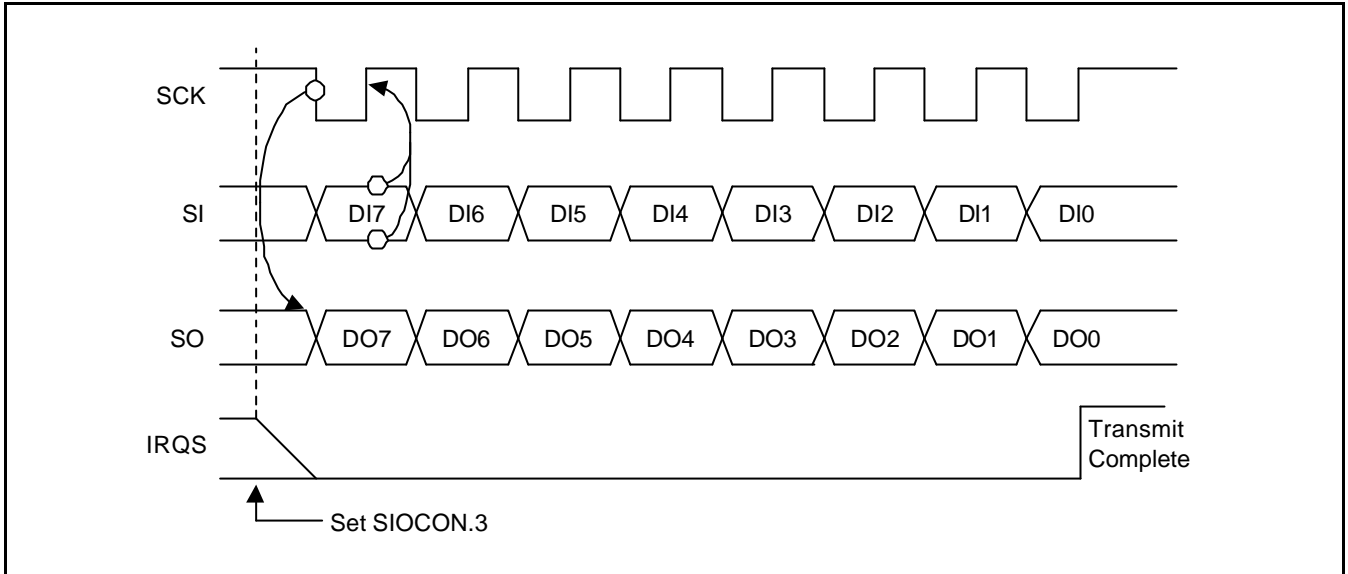 SCK
SI
DI7 DI6 DI5 DI4 DI3 DI2 DI1 DI0
SO
DO7 DO6 DO5 DO4 DO3 DO2 DO1 DO0
IRQS
Transmit
Complete
Set SIOCON.3